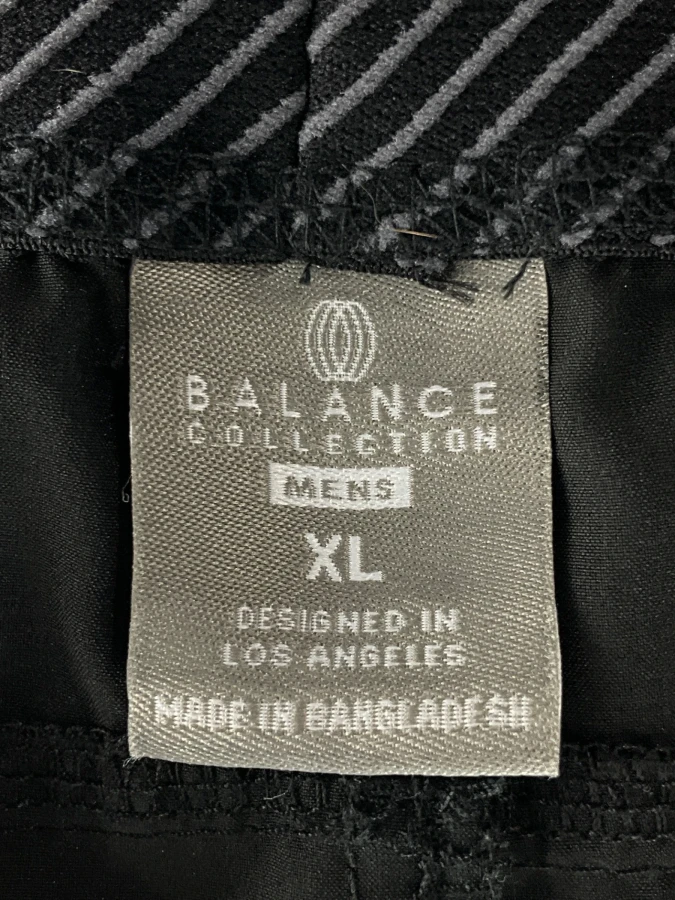 BALANCE
COLLECTION
MENS
XL
DESIGNED IN
LOS ANGELES
MADE IN BANGLADESH